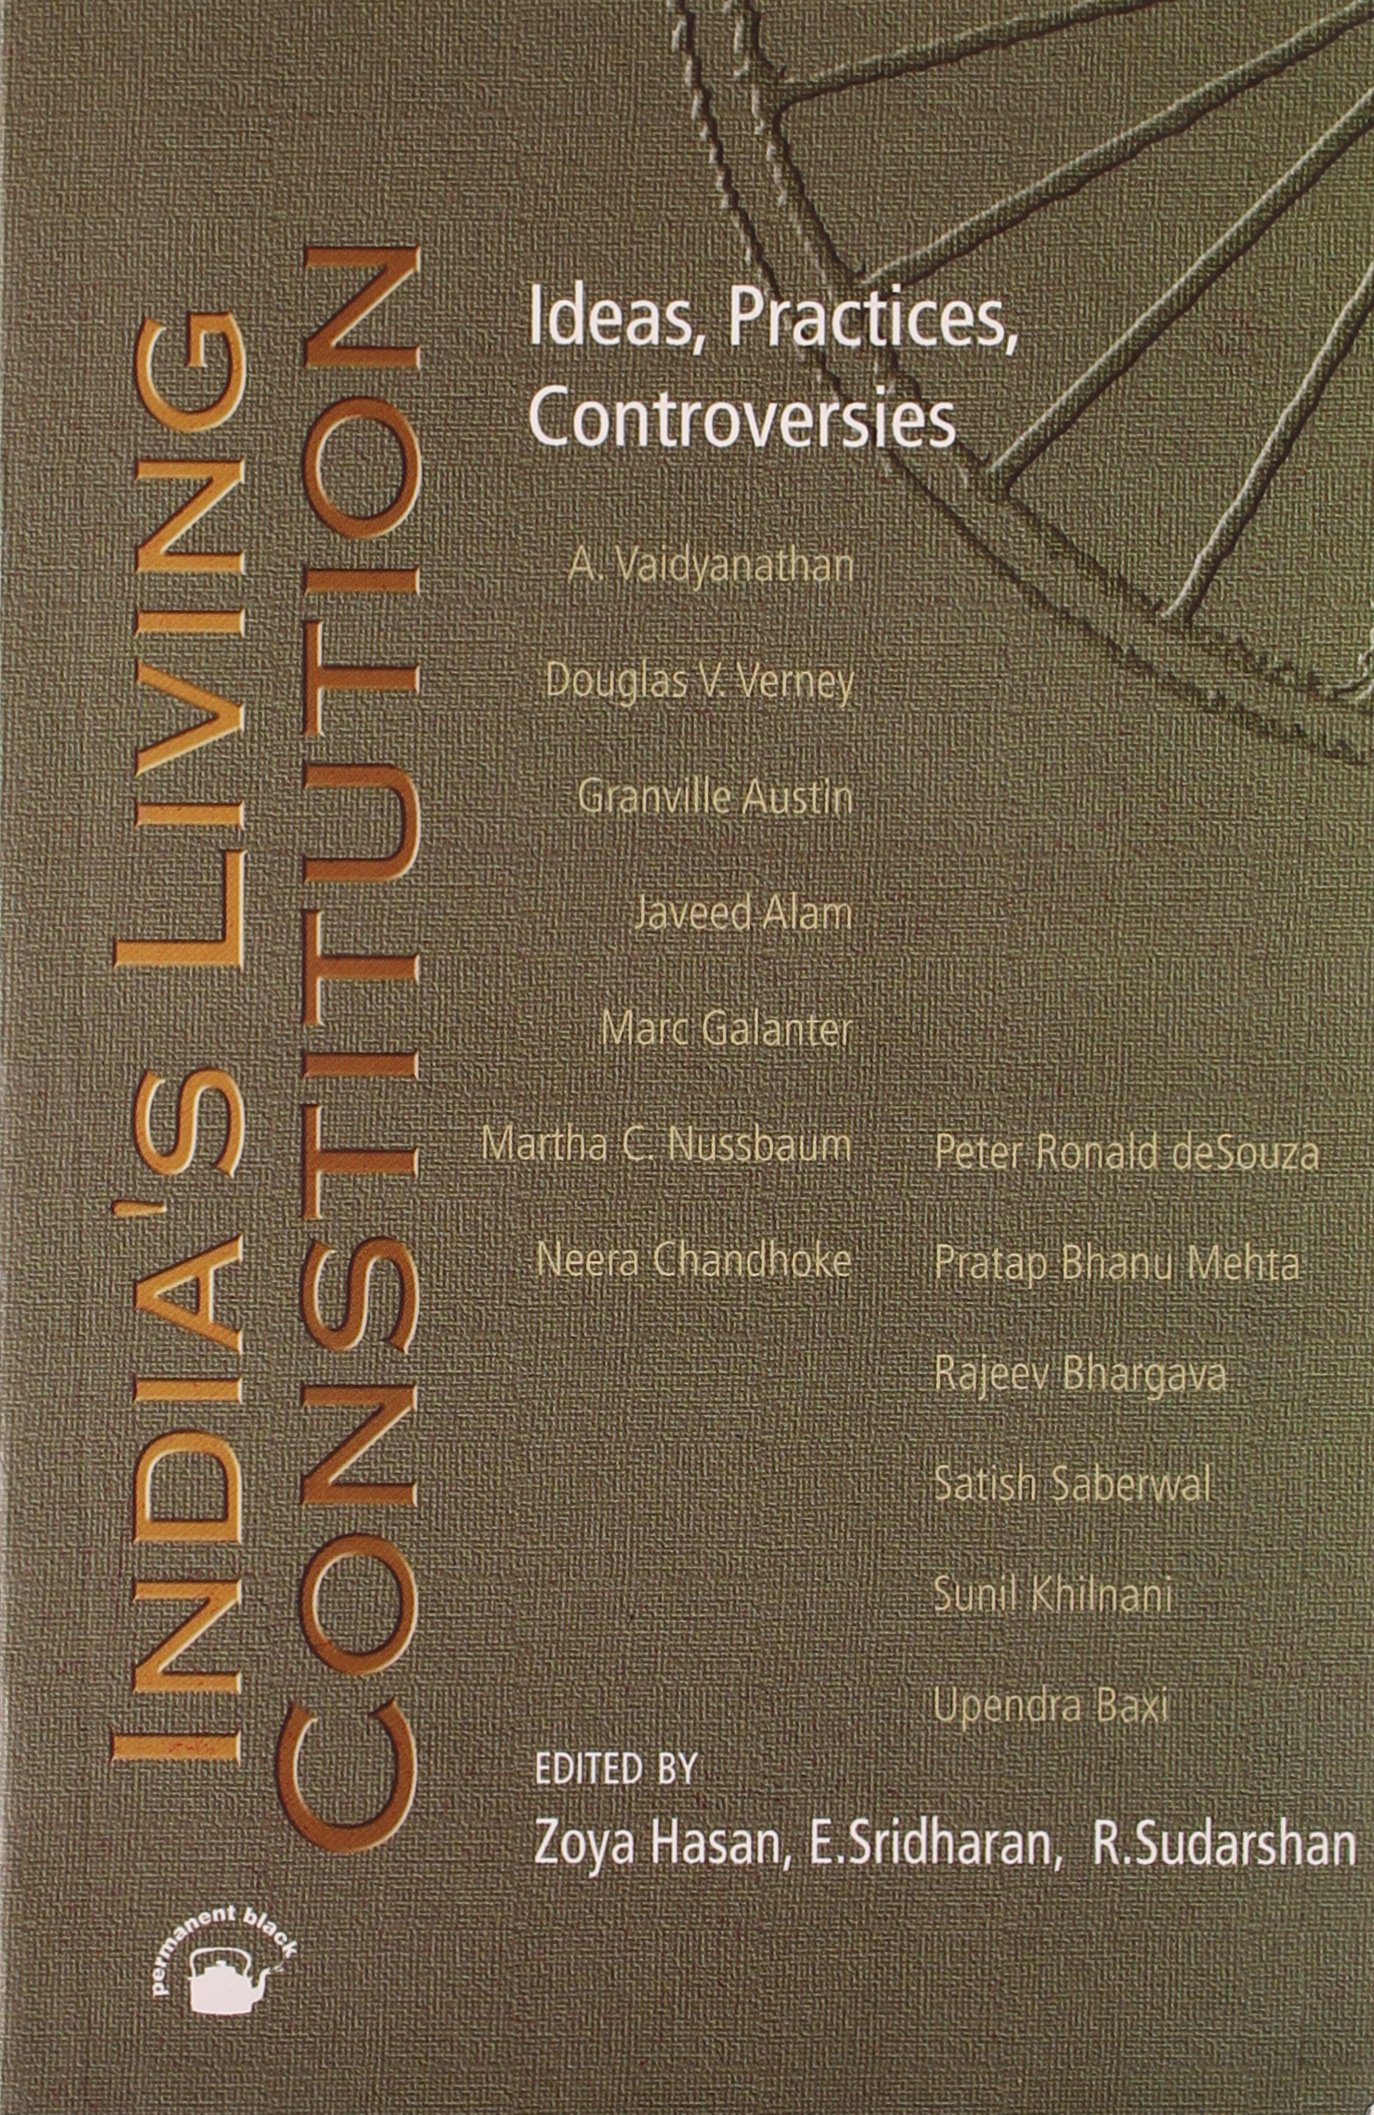 INDIA'S LIVING
CONSTITUTION
Ideas, Practices,
Controversies
A. Vaidyanathan
Douglas V. Verney
Granville Austin
Javeed Alam
Marc Galanter
Martha C. Nussbaum
Neera Chandhoke
Peter Ronald deSouza
Pratap Bhanu Mehta
Rajeev Bhargava
Satish Saberwal
Sunil Khilnani
Upendra Baxi
EDITED BY
Zoya Hasan, E.Sridharan, R.Sudarshan
permanent black